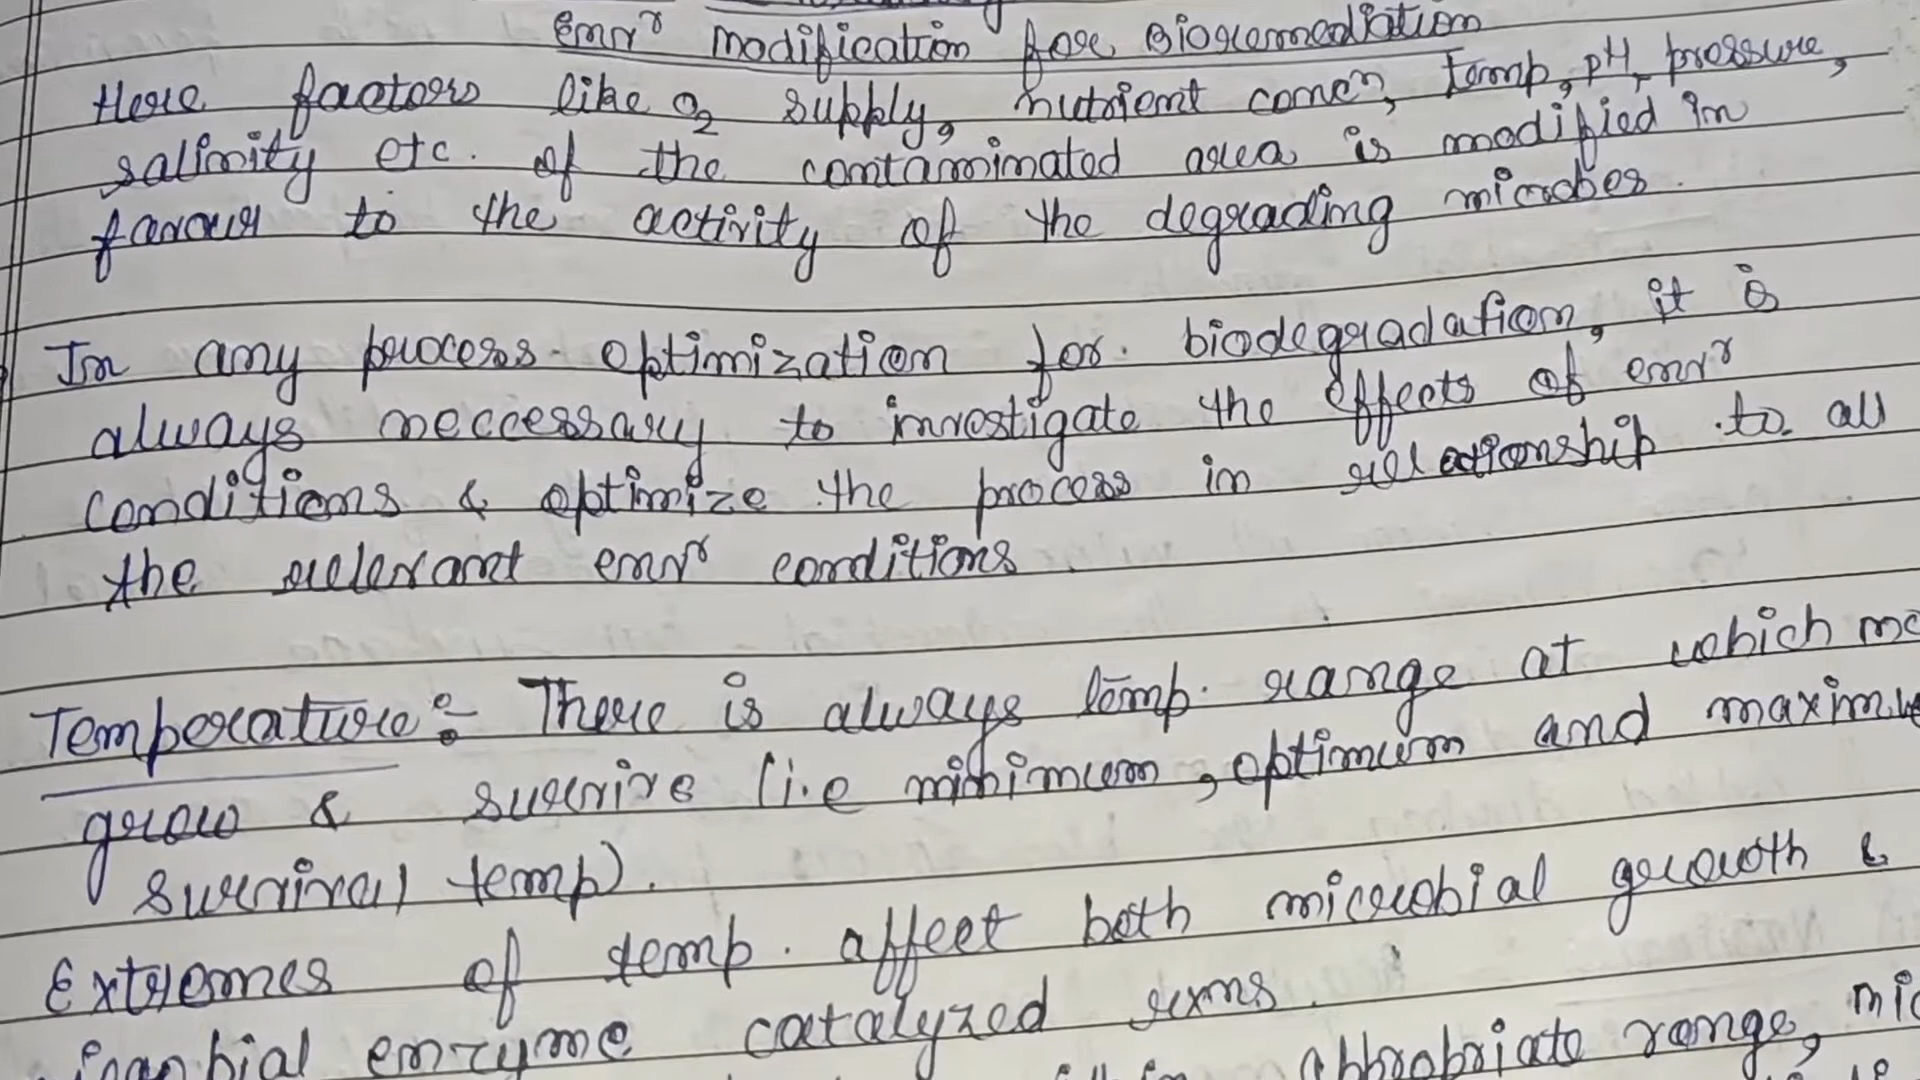 Envr modification for Bioremediation
Here factors like O2 supply, nutrient concn, temp, pH, pressure,
salinity etc. of the contaminated area is modified in
favour to the activity of the degrading microbes.
In any process optimization for biodegradation, it is
always neccessary to investigate the effects of envr
conditions & optimize the process in relationship to all
the relevant envr conditions
Temperature:- There is always temp. range at which
grow & survive (i.e minimum, optimum and maximu
survival temp).
Extremes of temp. affect both microbial growth &
enzyme catalyzed rxns.
appropriate range,